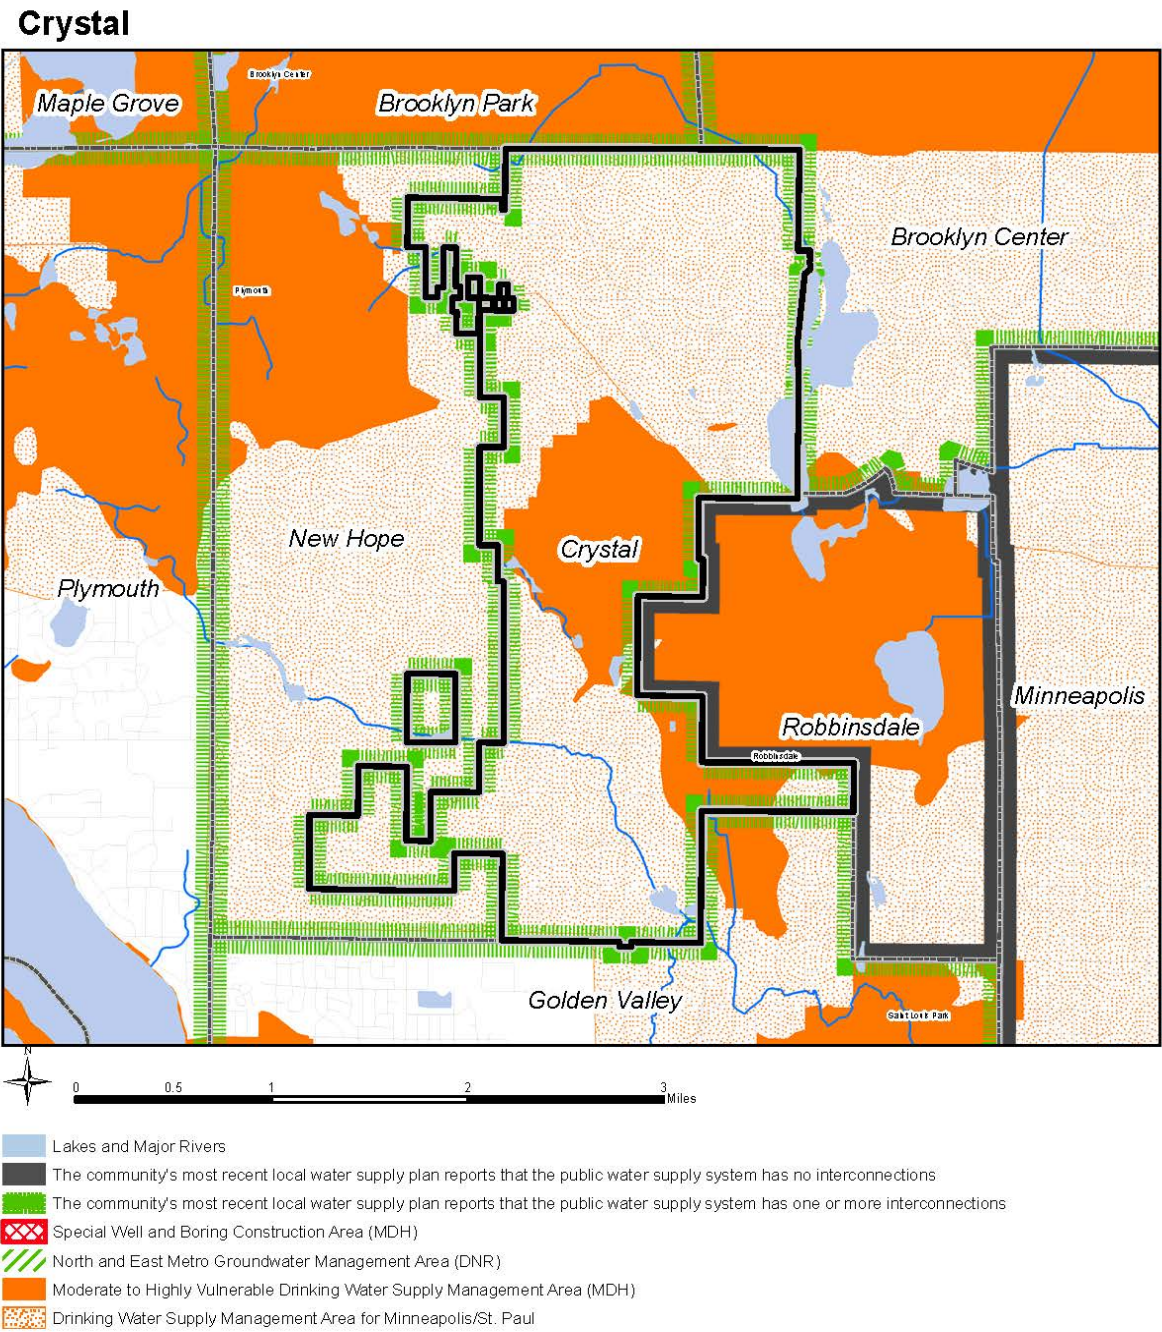 Crystal
Brooklyn Center
Maple Grove
Brooklyn Park
Brooklyn Center
Plymouth
New Hope
Crystal
Plymouth
Minneapolis
Robbinsdale
Robbinsdale
Golden Valley
Saint Louis Park
N
0 0.5 1 2 3
Miles
Lakes and Major Rivers
The community's most recent local water supply plan reports that the public water supply system has no interconnections
The community's most recent local water supply plan reports that the public water supply system has one or more interconnections
Special Well and Boring Construction Area (MDH)
North and East Metro Groundwater Management Area (DNR)
Moderate to Highly Vulnerable Drinking Water Supply Management Area (MDH)
Drinking Water Supply Management Area for Minneapolis/St. Paul